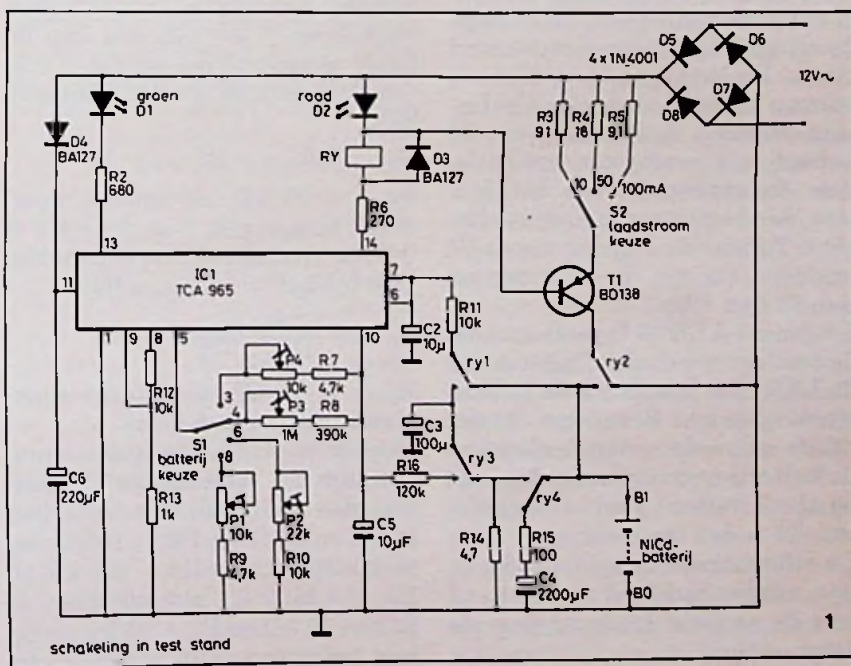 D5
D6
4 x 1N4001
12V~
D8
D7
groen
D1
rood
D2
D4
BA127
R2
680
RY
D3
BA127
R6
270
R3
91
R4
18
R5
9,1
10
50
100mA
S2
laadstroom
keuze
13
14
11
IC1
TCA 965
7
6
1
9
8
5
10
T1
BD138
R11
10k
C2
10µ
R12
10k
P4
10k
R7
4,7k
3
4
P3
1M
R8
390k
6
S1
batterij
keuze
8
ry1
ry2
C3
100µ
ry3
R16
120k
ry4
C6
220µF
R13
1k
P1
10k
P2
22k
R9
4,7k
R10
10k
C5
10µF
R14
4,7
R15
100
C4
2200µF
B1
NiCd-
batterij
B0
schakeling in test stand
1